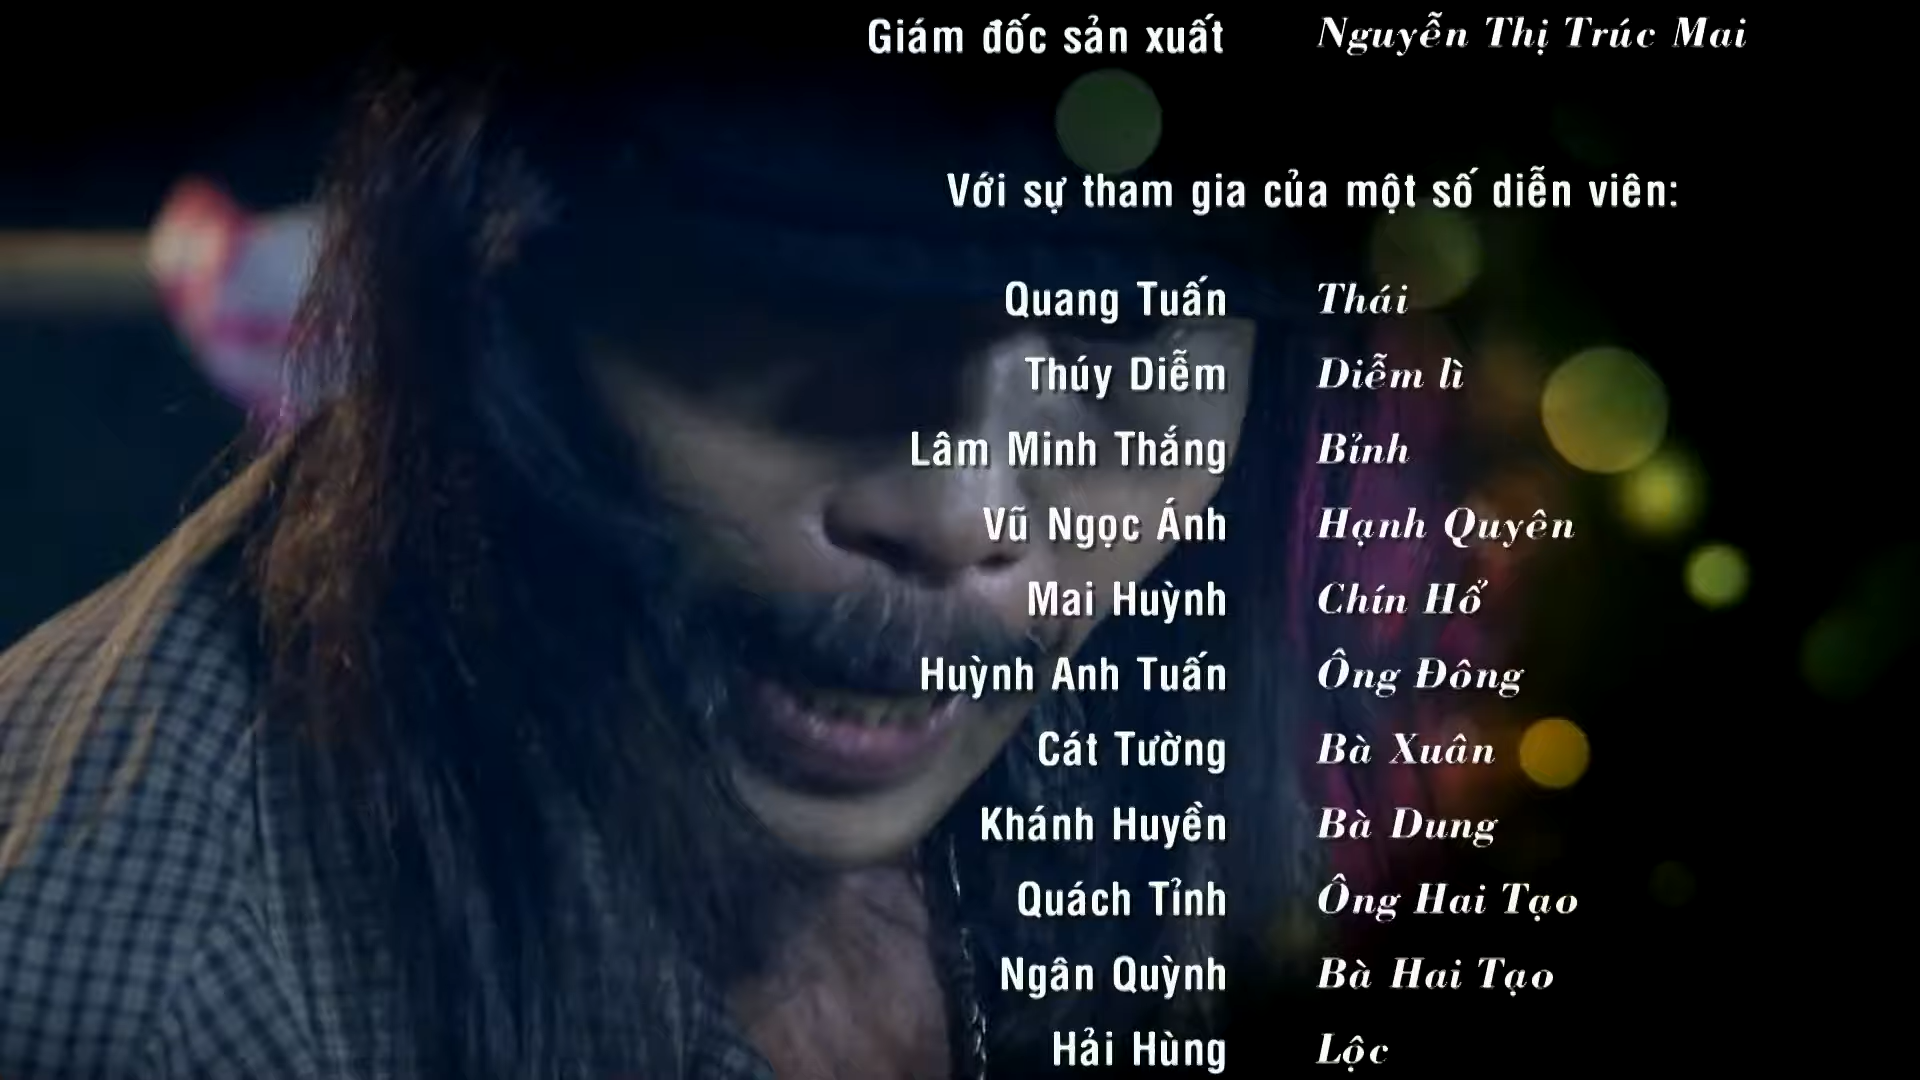 Giám đốc sản xuất Nguyễn Thị Trúc Mai
Với sự tham gia của một số diễn viên:
Quang Tuấn Thái
Thúy Diễm Diễm lì
Lâm Minh Thắng Bỉnh
Vũ Ngọc Ánh Hạnh Quyên
Mai Huỳnh Chín Hổ
Huỳnh Anh Tuấn Ông Đông
Cát Tường Bà Xuân
Khánh Huyền Bà Dung
Quách Tỉnh Ông Hai Tạo
Ngân Quỳnh Bà Hai Tạo
Hải Hùng Lộc